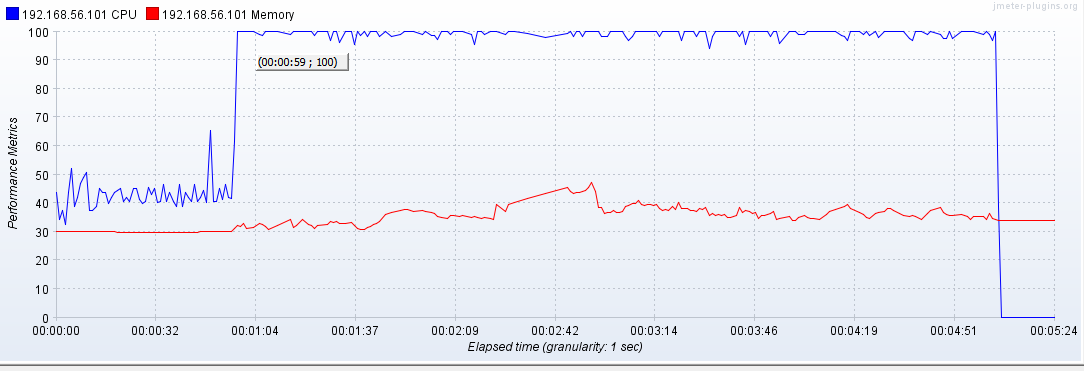 192.168.56.101 CPU 192.168.56.101 Memory
jmeter-plugins.org
100
(00:00:59 ; 100)
90
80
70
60
50
40
30
20
10
0
Performance Metrics
00:00:00 00:00:32 00:01:04 00:01:37 00:02:09 00:02:42 00:03:14 00:03:46 00:04:19 00:04:51 00:05:24
Elapsed time (granularity: 1 sec)